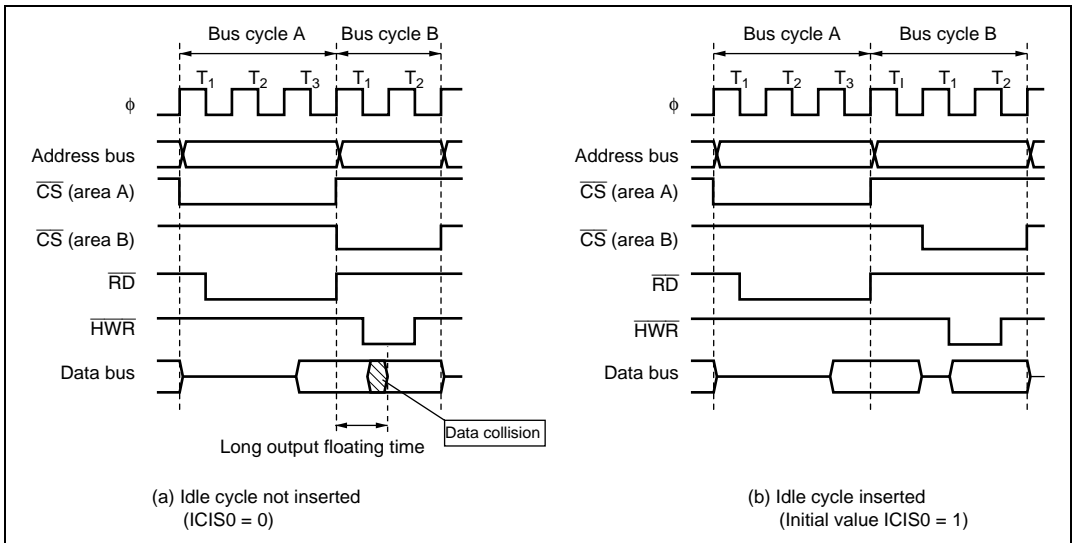 Bus cycle A Bus cycle B
T1 T2 T3 T1 T2
φ
Address bus
CS (area A)
CS (area B)
RD
HWR
Data bus
Data collision
Long output floating time
(a) Idle cycle not inserted
(ICIS0 = 0)
Bus cycle A Bus cycle B
T1 T2 T3 TI T1 T2
φ
Address bus
CS (area A)
CS (area B)
RD
HWR
Data bus
(b) Idle cycle inserted
(Initial value ICIS0 = 1)